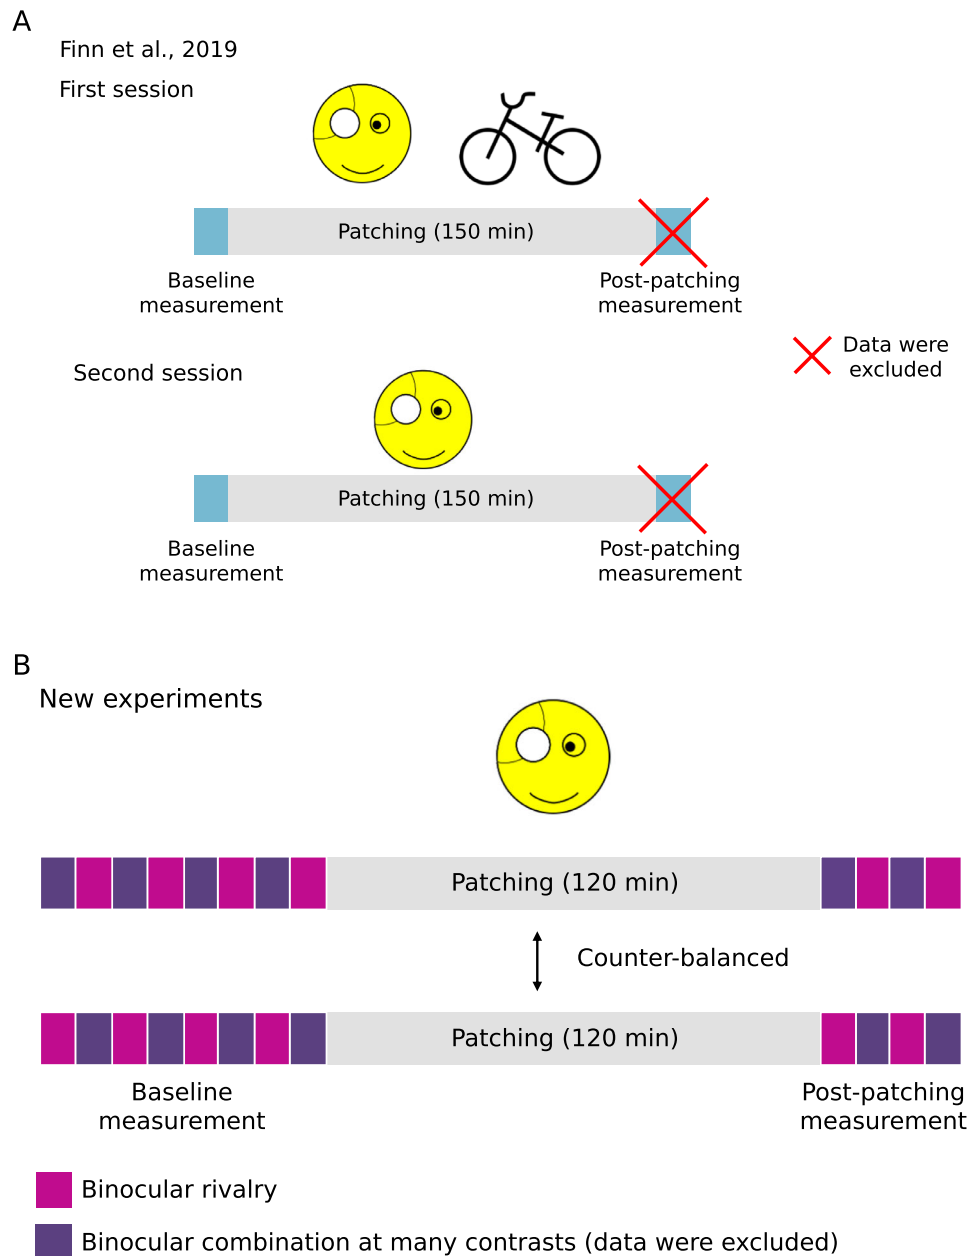 A
Finn et al., 2019
First session
Patching (150 min)
Baseline
measurement
Post-patching
measurement
Data were
excluded
Second session
Patching (150 min)
Baseline
measurement
Post-patching
measurement
B
New experiments
Patching (120 min)
Counter-balanced
Patching (120 min)
Baseline
measurement
Post-patching
measurement
Binocular rivalry
Binocular combination at many contrasts (data were excluded)